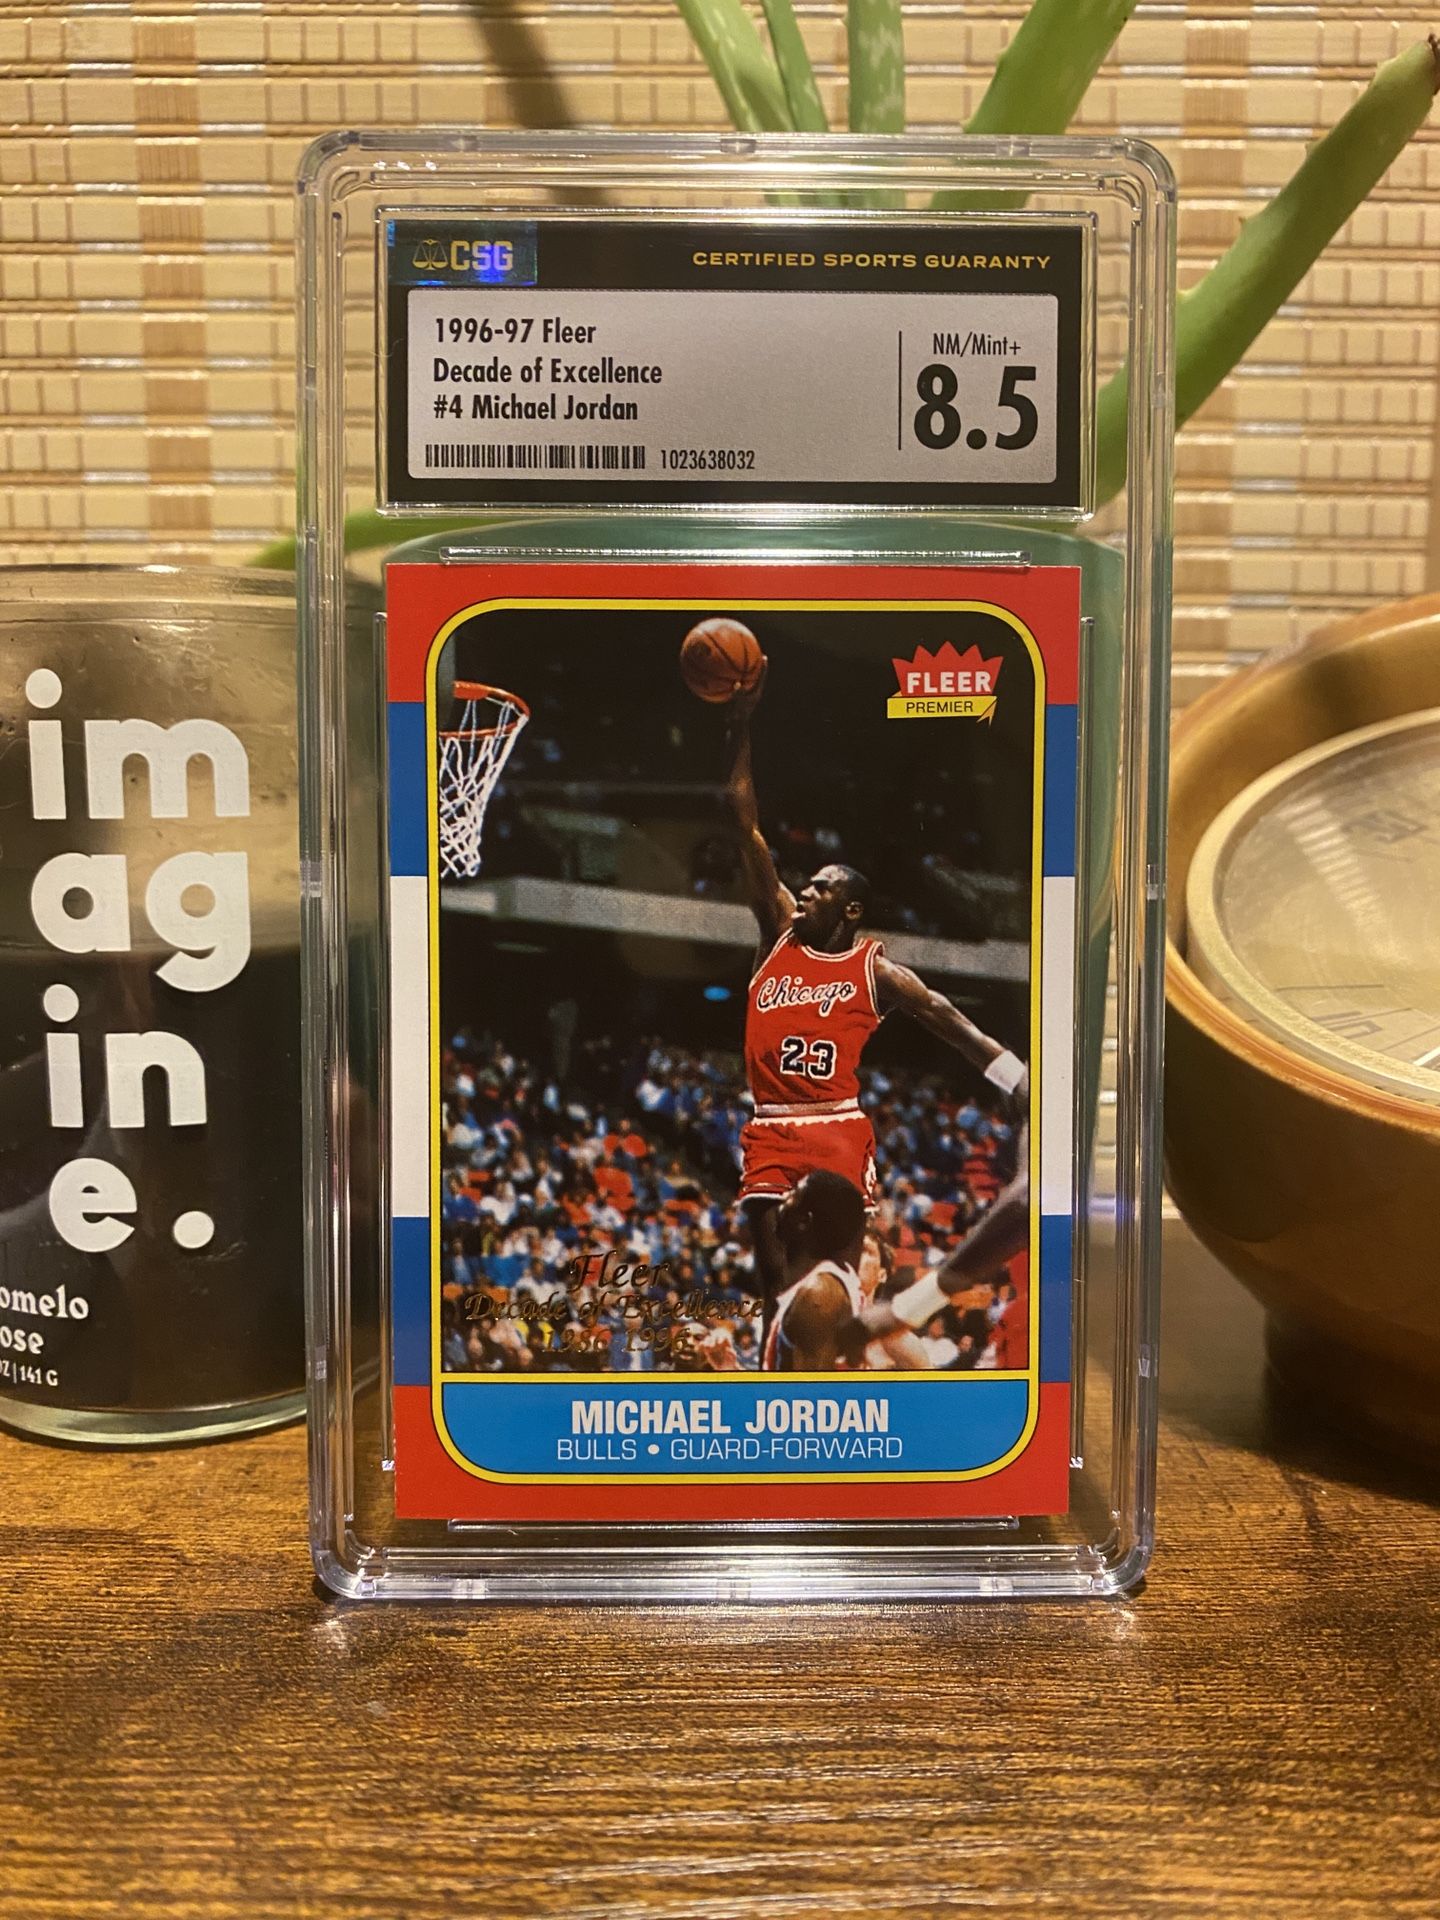 CSG
CERTIFIED SPORTS GUARANTY
1996-97 Fleer
Decade of Excellence
#4 Michael Jordan
1023638032
NM/Mint+
8.5
FLEER
PREMIER
Chicago
23
Fleer
Decade of Excellence
1986-1996
MICHAEL JORDAN
BULLS • GUARD-FORWARD
im
ag
in
e.
omelo
ose
OZ | 141 G